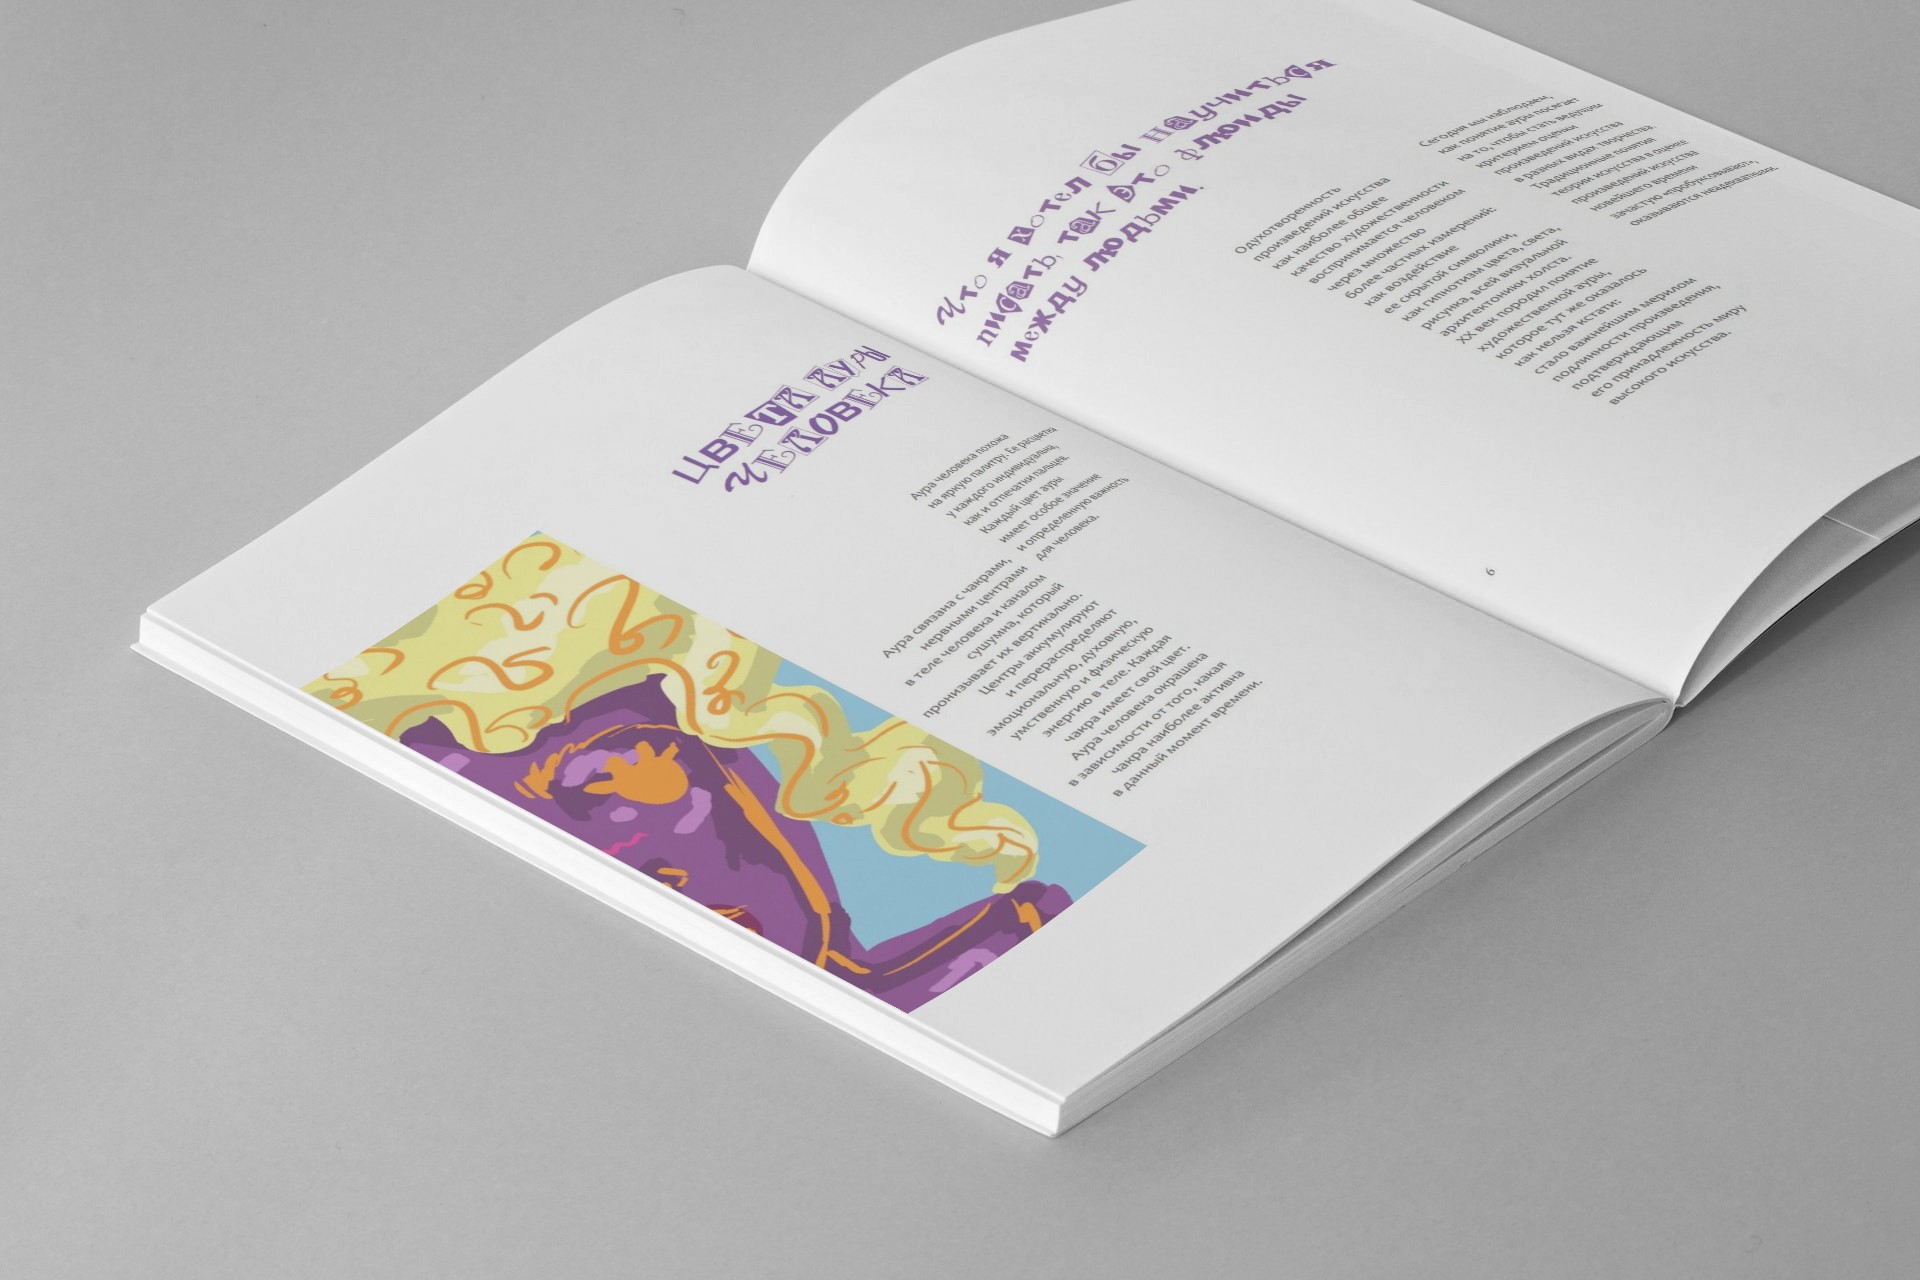 ЦВЕТА АУРЫ
ЧЕЛОВЕКА
Аура человека похожа
на яркую палитру. Ее расцветы
у каждого индивидуальна,
как и отпечатки пальцев.
Каждый цвет ауры
имеет особое значение
и определенную важность
для человека.
Аура связана с чакрами,
нервными центрами
в теле человека и каналом
сушумна, который
пронизывает их вертикально.
Центры аккумулируют
и перераспределяют
эмоциональную, духовную,
умственную и физическую
энергию в теле. Каждая
чакра имеет свой цвет.
Аура человека окрашена
в зависимости от того, какая
чакра наиболее активна
в данный момент времени.
Что я хотел бы научиться
писать, так это флюиды
между людьми.
Одухотворенность
произведений искусства
как наиболее общее
качество художественности
воспринимается человеком
через множество
более частных измерений:
как воздействие
ее скрытой символики,
как гипнотизм цвета, света,
рисунка, всей визуальной
архитектоники холста.
XX век породил понятие
художественной ауры,
которое тут же оказалось
как нельзя кстати:
стало важнейшим мерилом
подлинности произведения,
подтверждающим
его принадлежность миру
высокого искусства.
Сегодня мы наблюдаем,
как понятие ауры посягает
на то, чтобы стать ведущим
критерием оценки
произведений искусства
в разных видах творчества.
Традиционные понятия
теории искусства в оценке
произведений искусства
новейшего времени
зачастую «пробуксовывают»,
оказываются неадекватными.
6